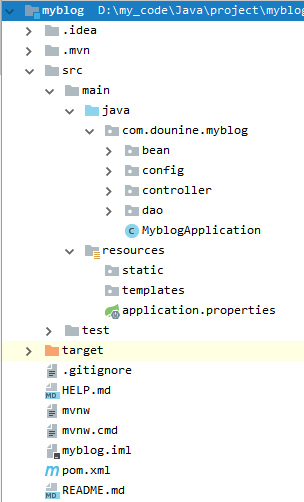 myblog D:\my_code\Java\project\myblog
.idea
.mvn
src
main
java
com.dounine.myblog
bean
config
controller
dao
MyblogApplication
resources
static
templates
application.properties
test
target
.gitignore
HELP.md
mvnw
mvnw.cmd
myblog.iml
pom.xml
README.md